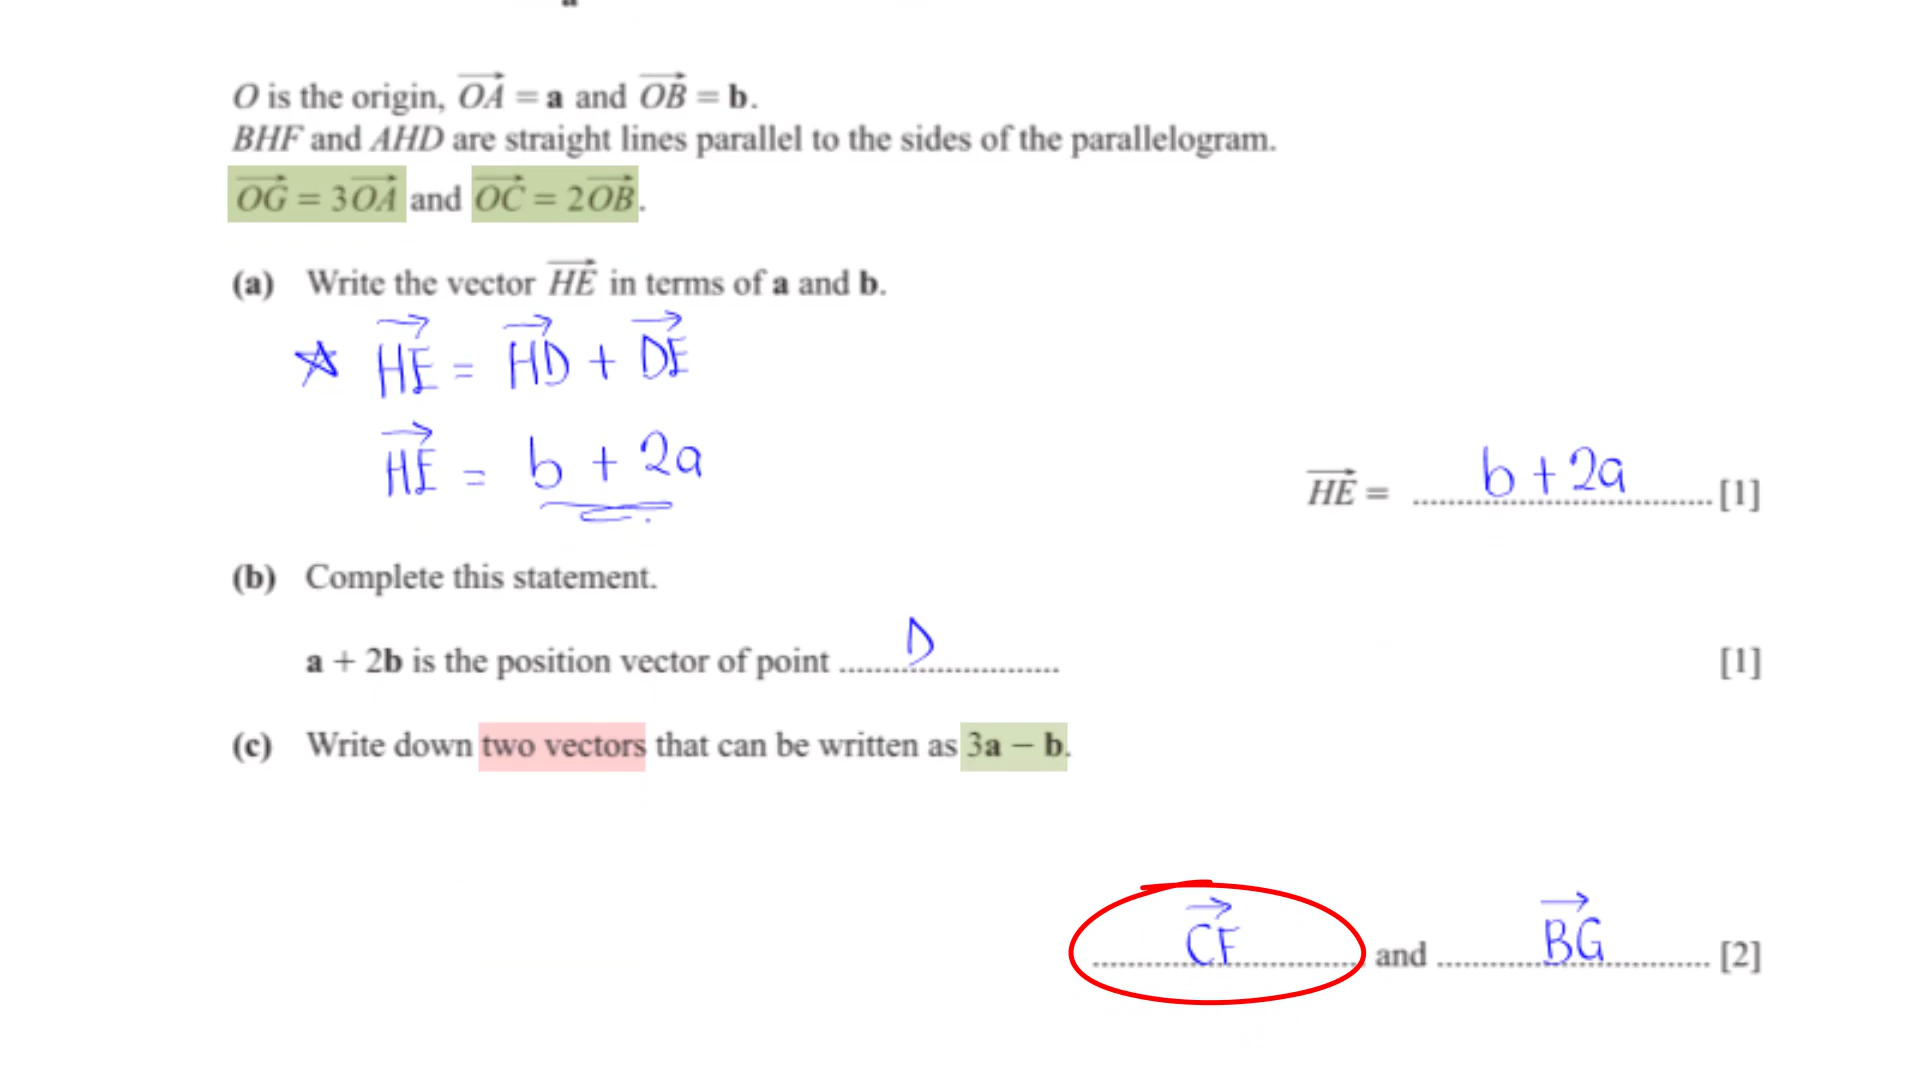 O is the origin, OA = a and OB = b.
BHF and AHD are straight lines parallel to the sides of the parallelogram.
OG = 3OA and OC = 2OB.
(a) Write the vector HE in terms of a and b.
HE = HD + DE
HE = b + 2a
HE = b + 2a [1]
(b) Complete this statement.
a + 2b is the position vector of point D [1]
(c) Write down two vectors that can be written as 3a − b.
CF and BG [2]